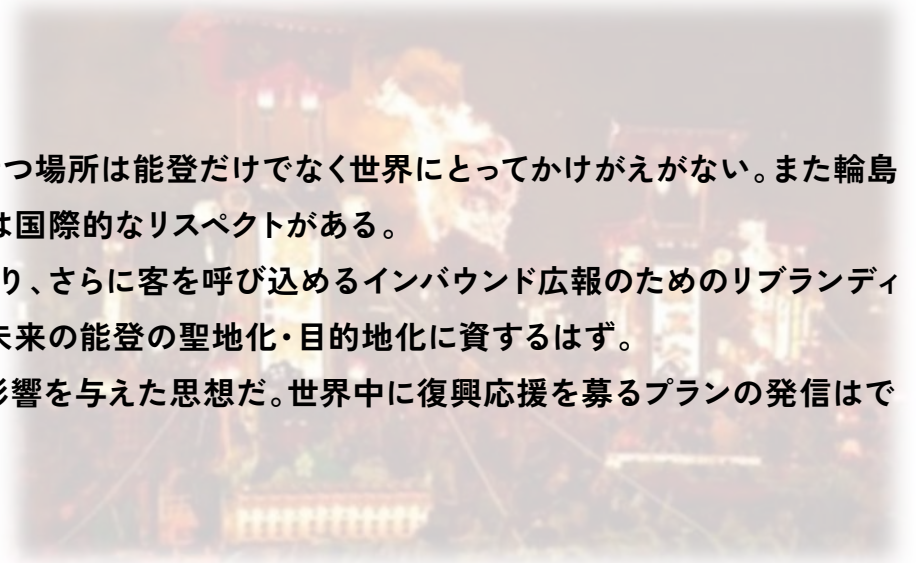 つ場所は能登だけでなく世界にとってかけがえがない。また輪島
は国際的なリスペクトがある。
り、さらに客を呼び込めるインバウンド広報のためのリブランディ
未来の能登の聖地化・目的地化に資するはず。
影響を与えた思想だ。世界中に復興応援を募るプランの発信はで